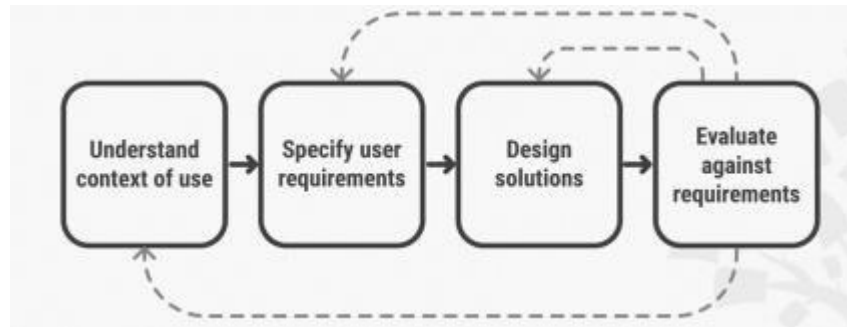 Understand
context of use
Specify user
requirements
Design
solutions
Evaluate
against
requirements